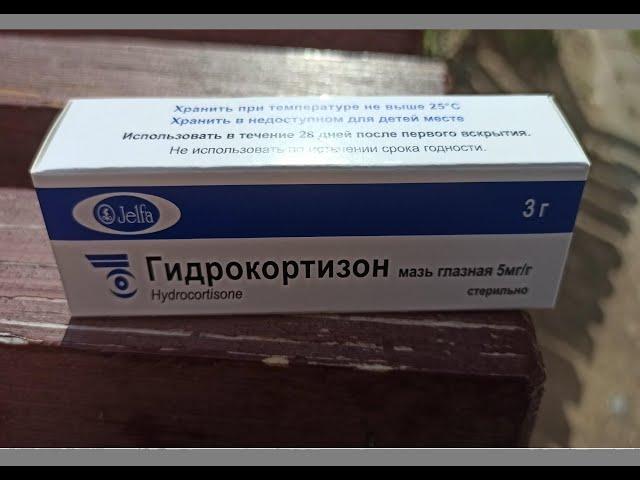 Хранить при температуре не выше 25°C
Хранить в недоступном для детей месте
Использовать в течение 28 дней после первого вскрытия.
Не использовать по истечении срока годности.
Jelfa
3 г
Гидрокортизон мазь глазная 5мг/г
Hydrocortisone
стерильно